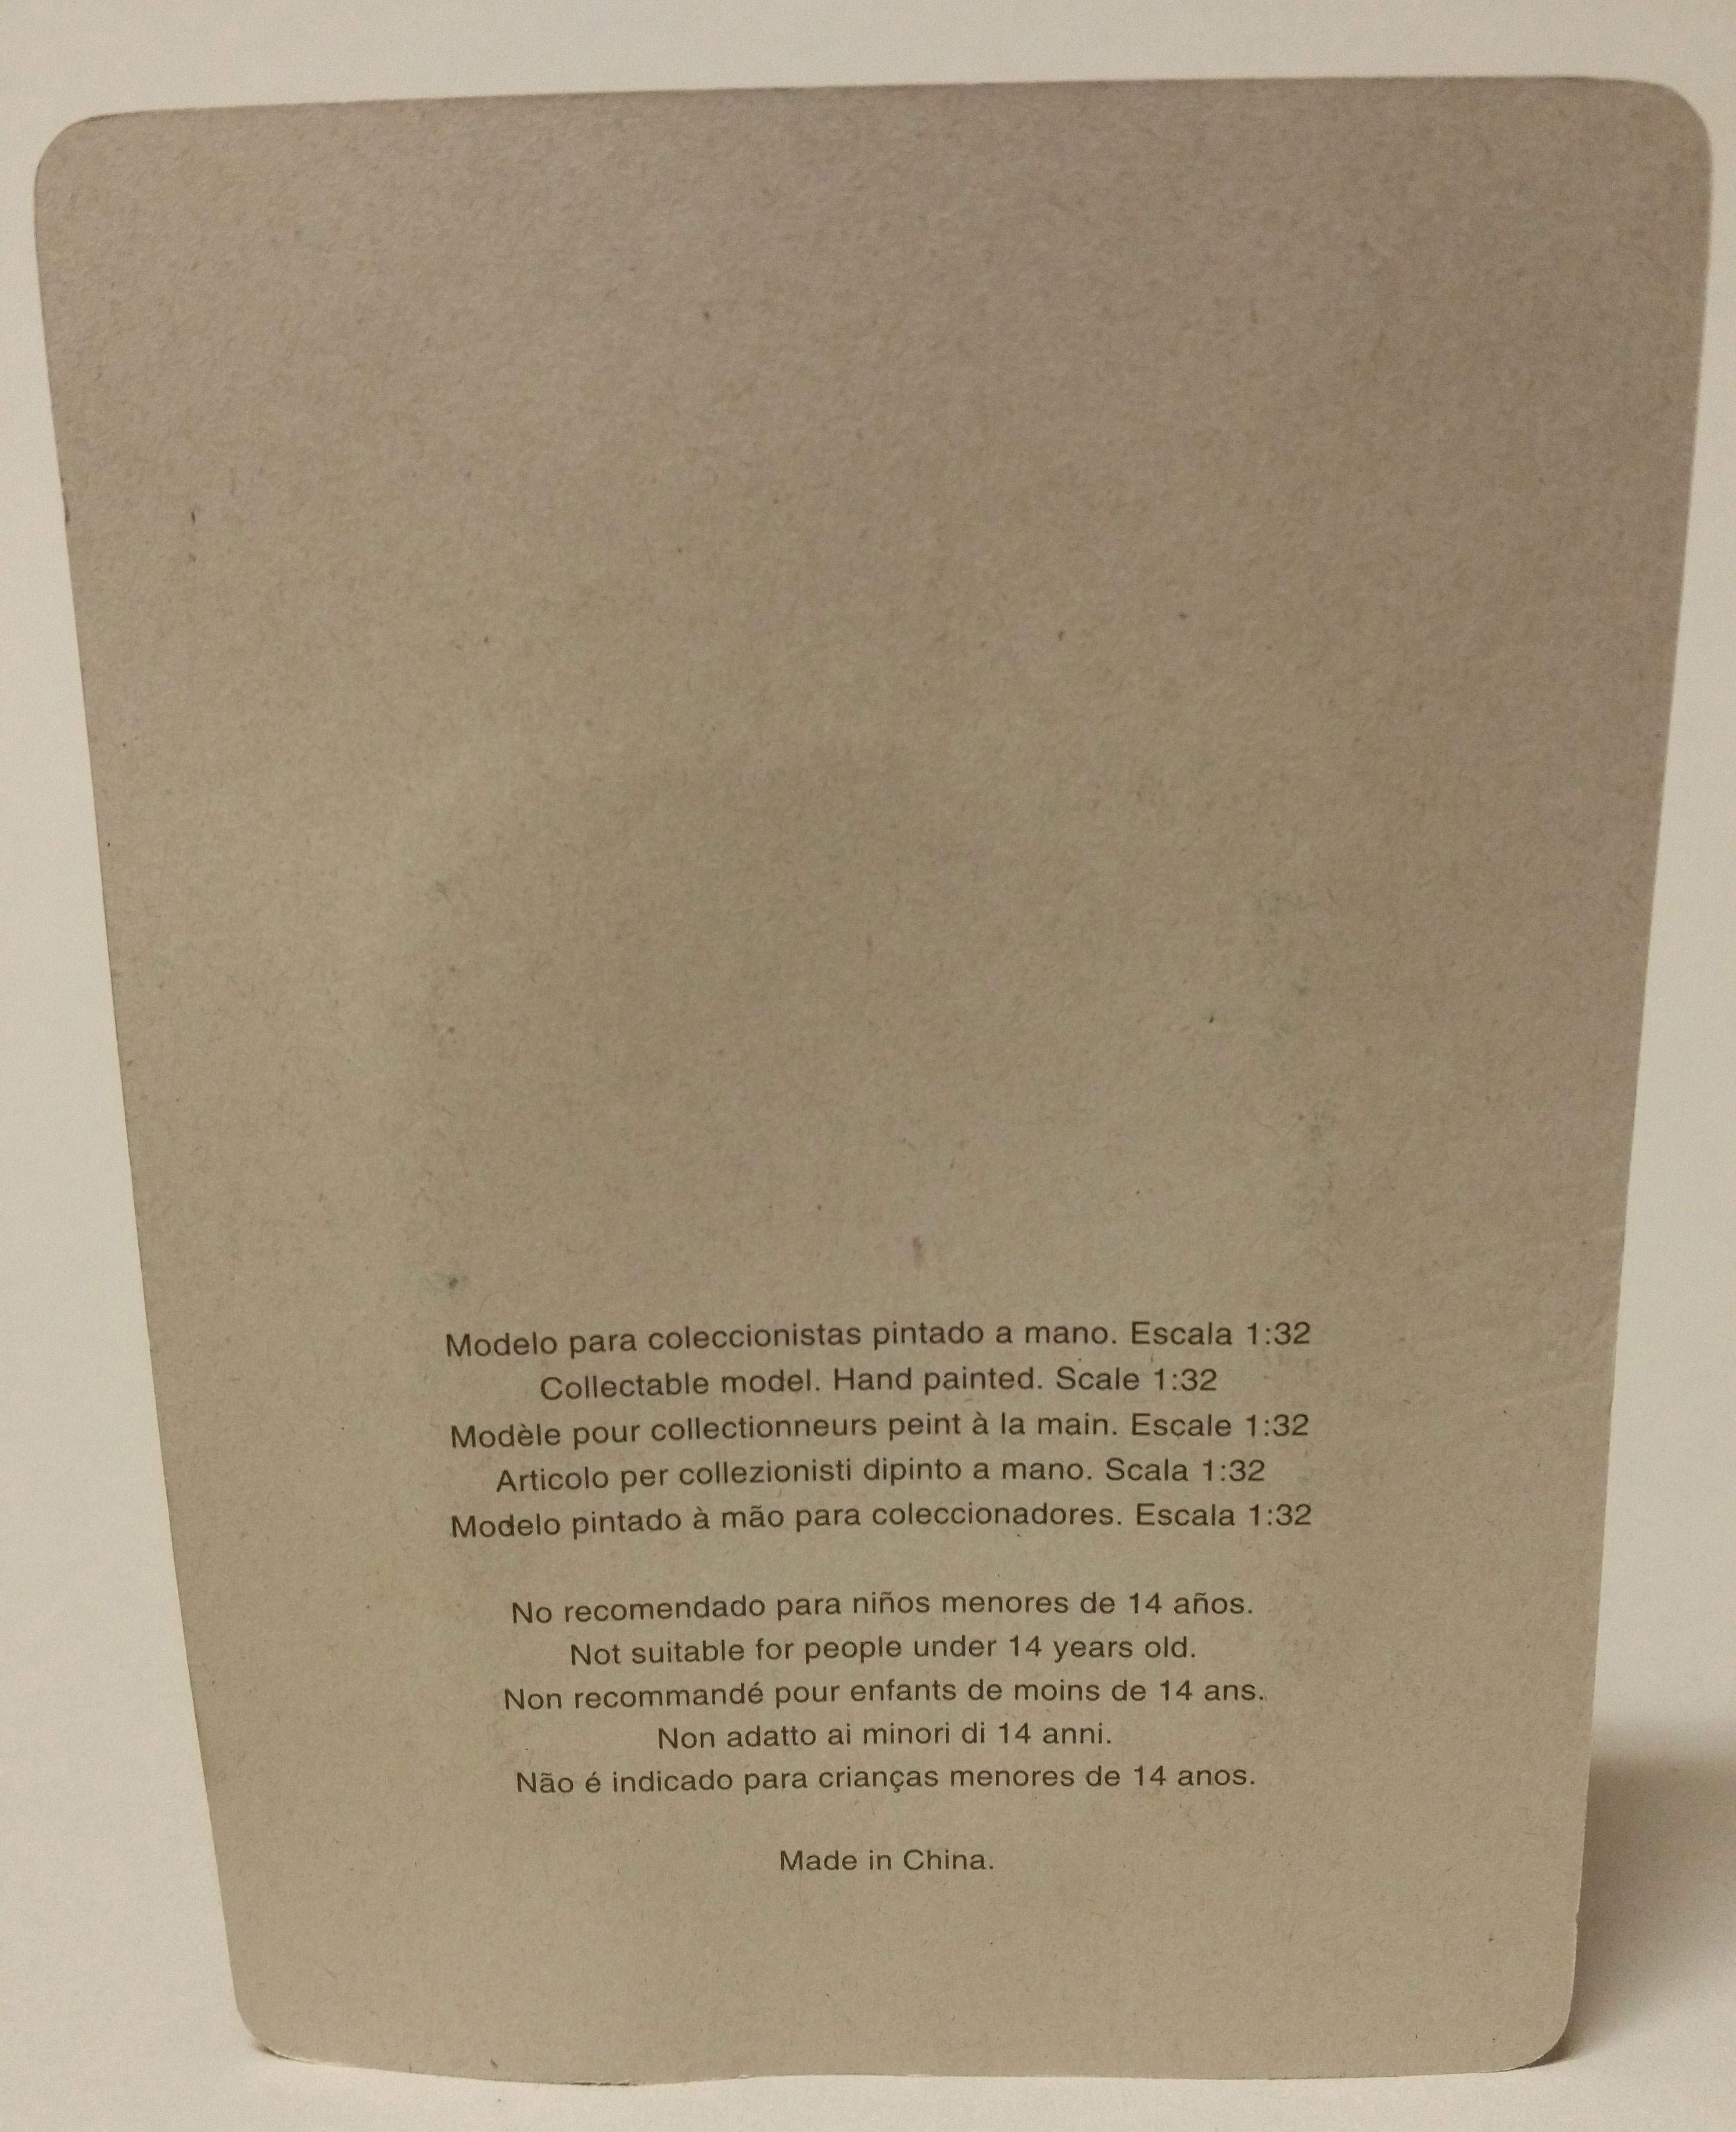 Modelo para coleccionistas pintado a mano. Escala 1:32
Collectable model. Hand painted. Scale 1:32
Modèle pour collectionneurs peint à la main. Escale 1:32
Articolo per collezionisti dipinto a mano. Scala 1:32
Modelo pintado à mão para coleccionadores. Escala 1:32
No recomendado para niños menores de 14 años.
Not suitable for people under 14 years old.
Non recommandé pour enfants de moins de 14 ans.
Non adatto ai minori di 14 anni.
Não é indicado para crianças menores de 14 anos.
Made in China.